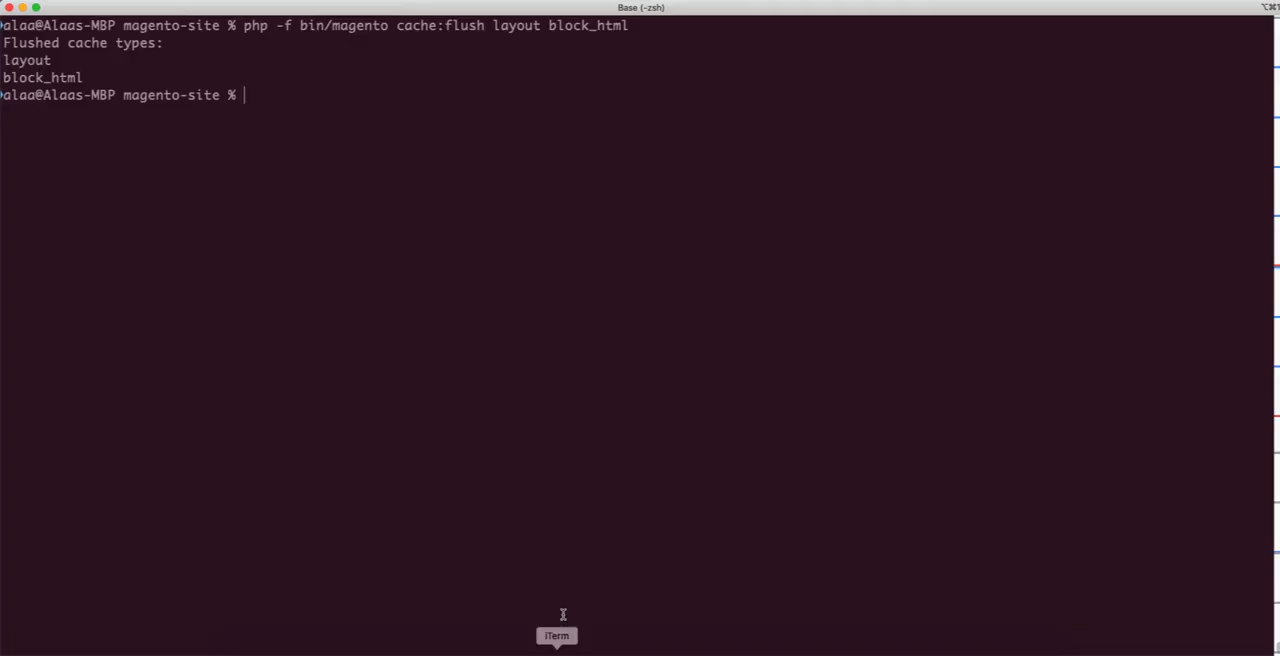 Base (-zsh)
alaa@Alaas-MBP magento-site % php -f bin/magento cache:flush layout block_html
Flushed cache types:
layout
block_html
alaa@Alaas-MBP magento-site %
iTerm